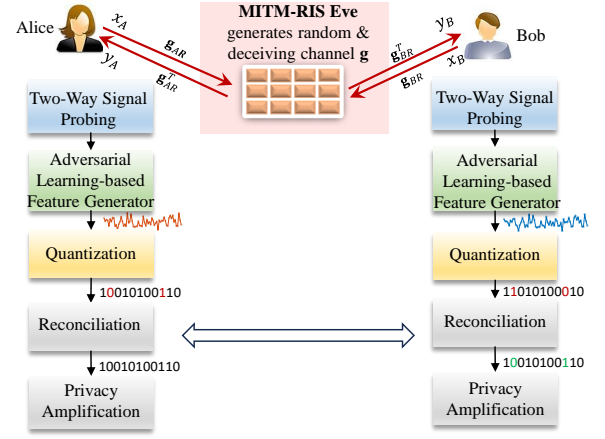 Alice
x_A
y_A
g_AR
g_AR^T
MITM-RIS Eve
generates random &
deceiving channel g
g_BR^T
g_BR
y_B
x_B
Bob
Two-Way Signal
Probing
Adversarial
Learning-based
Feature Generator
Quantization
10010100110
Reconciliation
10010100110
Privacy
Amplification
Two-Way Signal
Probing
Adversarial
Learning-based
Feature Generator
Quantization
11010100010
Reconciliation
10010100110
Privacy
Amplification